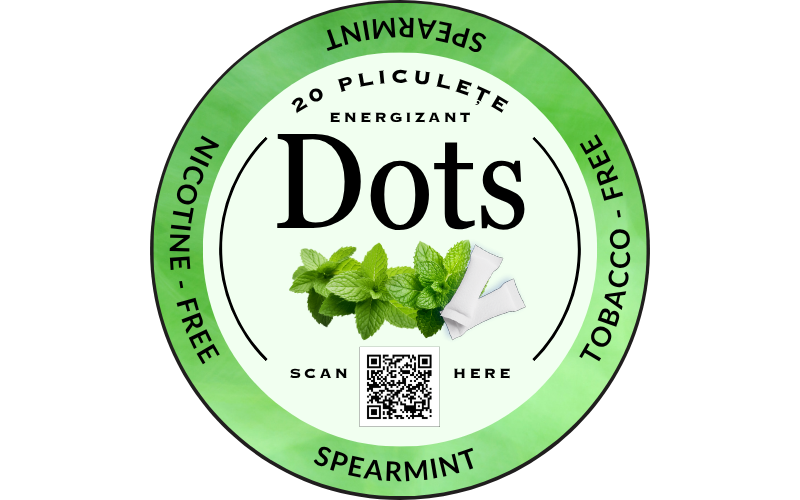 SPEARMINT
20 PLICULEȚE
ENERGIZANT
Dots
NICOTINE - FREE
TOBACCO - FREE
SCAN HERE
SPEARMINT